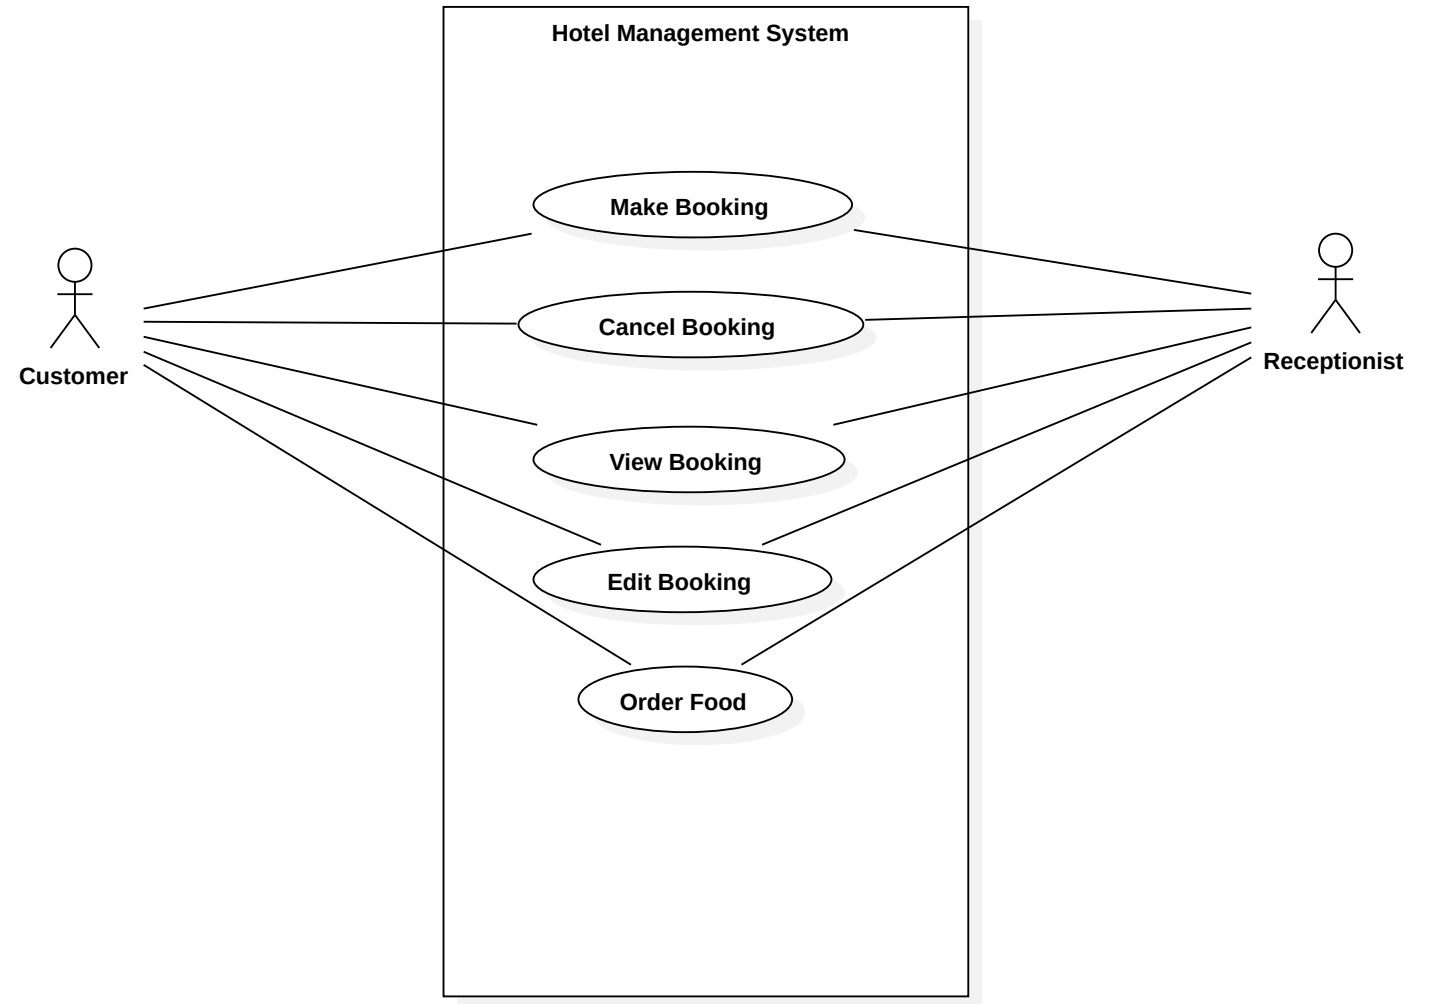 Hotel Management System
Make Booking
Cancel Booking
Customer
Receptionist
View Booking
Edit Booking
Order Food